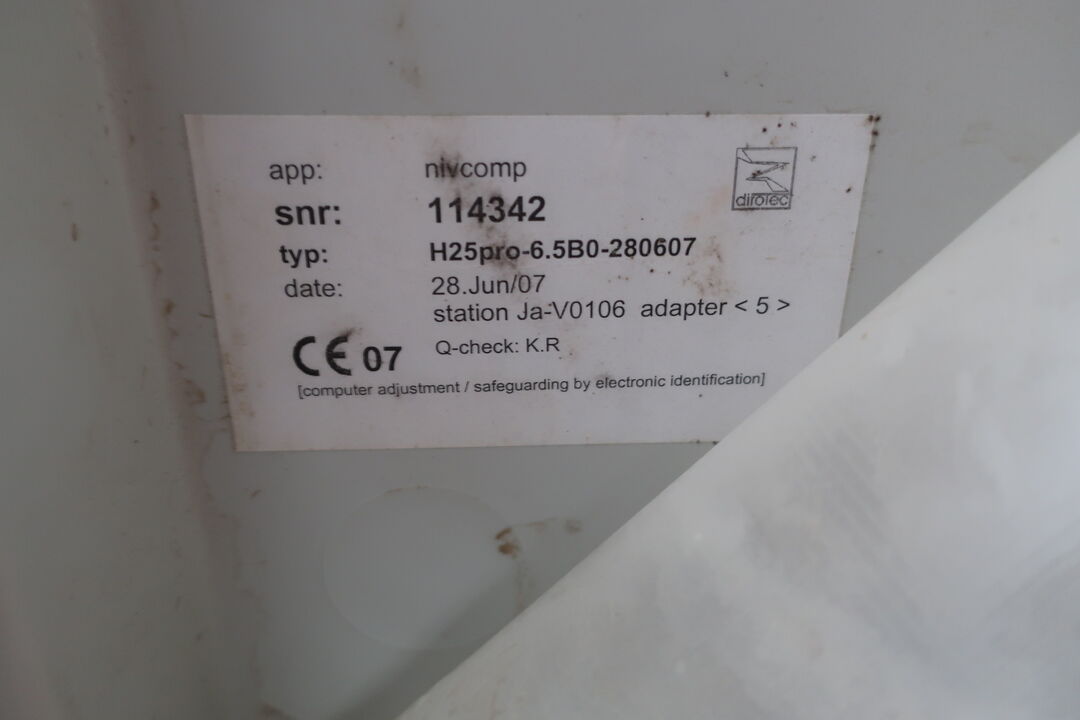 app: nivcomp
dirotec
snr: 114342
typ: H25pro-6.5B0-280607
date: 28.Jun/07
station Ja-V0106 adapter < 5 >
CE 07 Q-check: K.R
[computer adjustment / safeguarding by electronic identification]